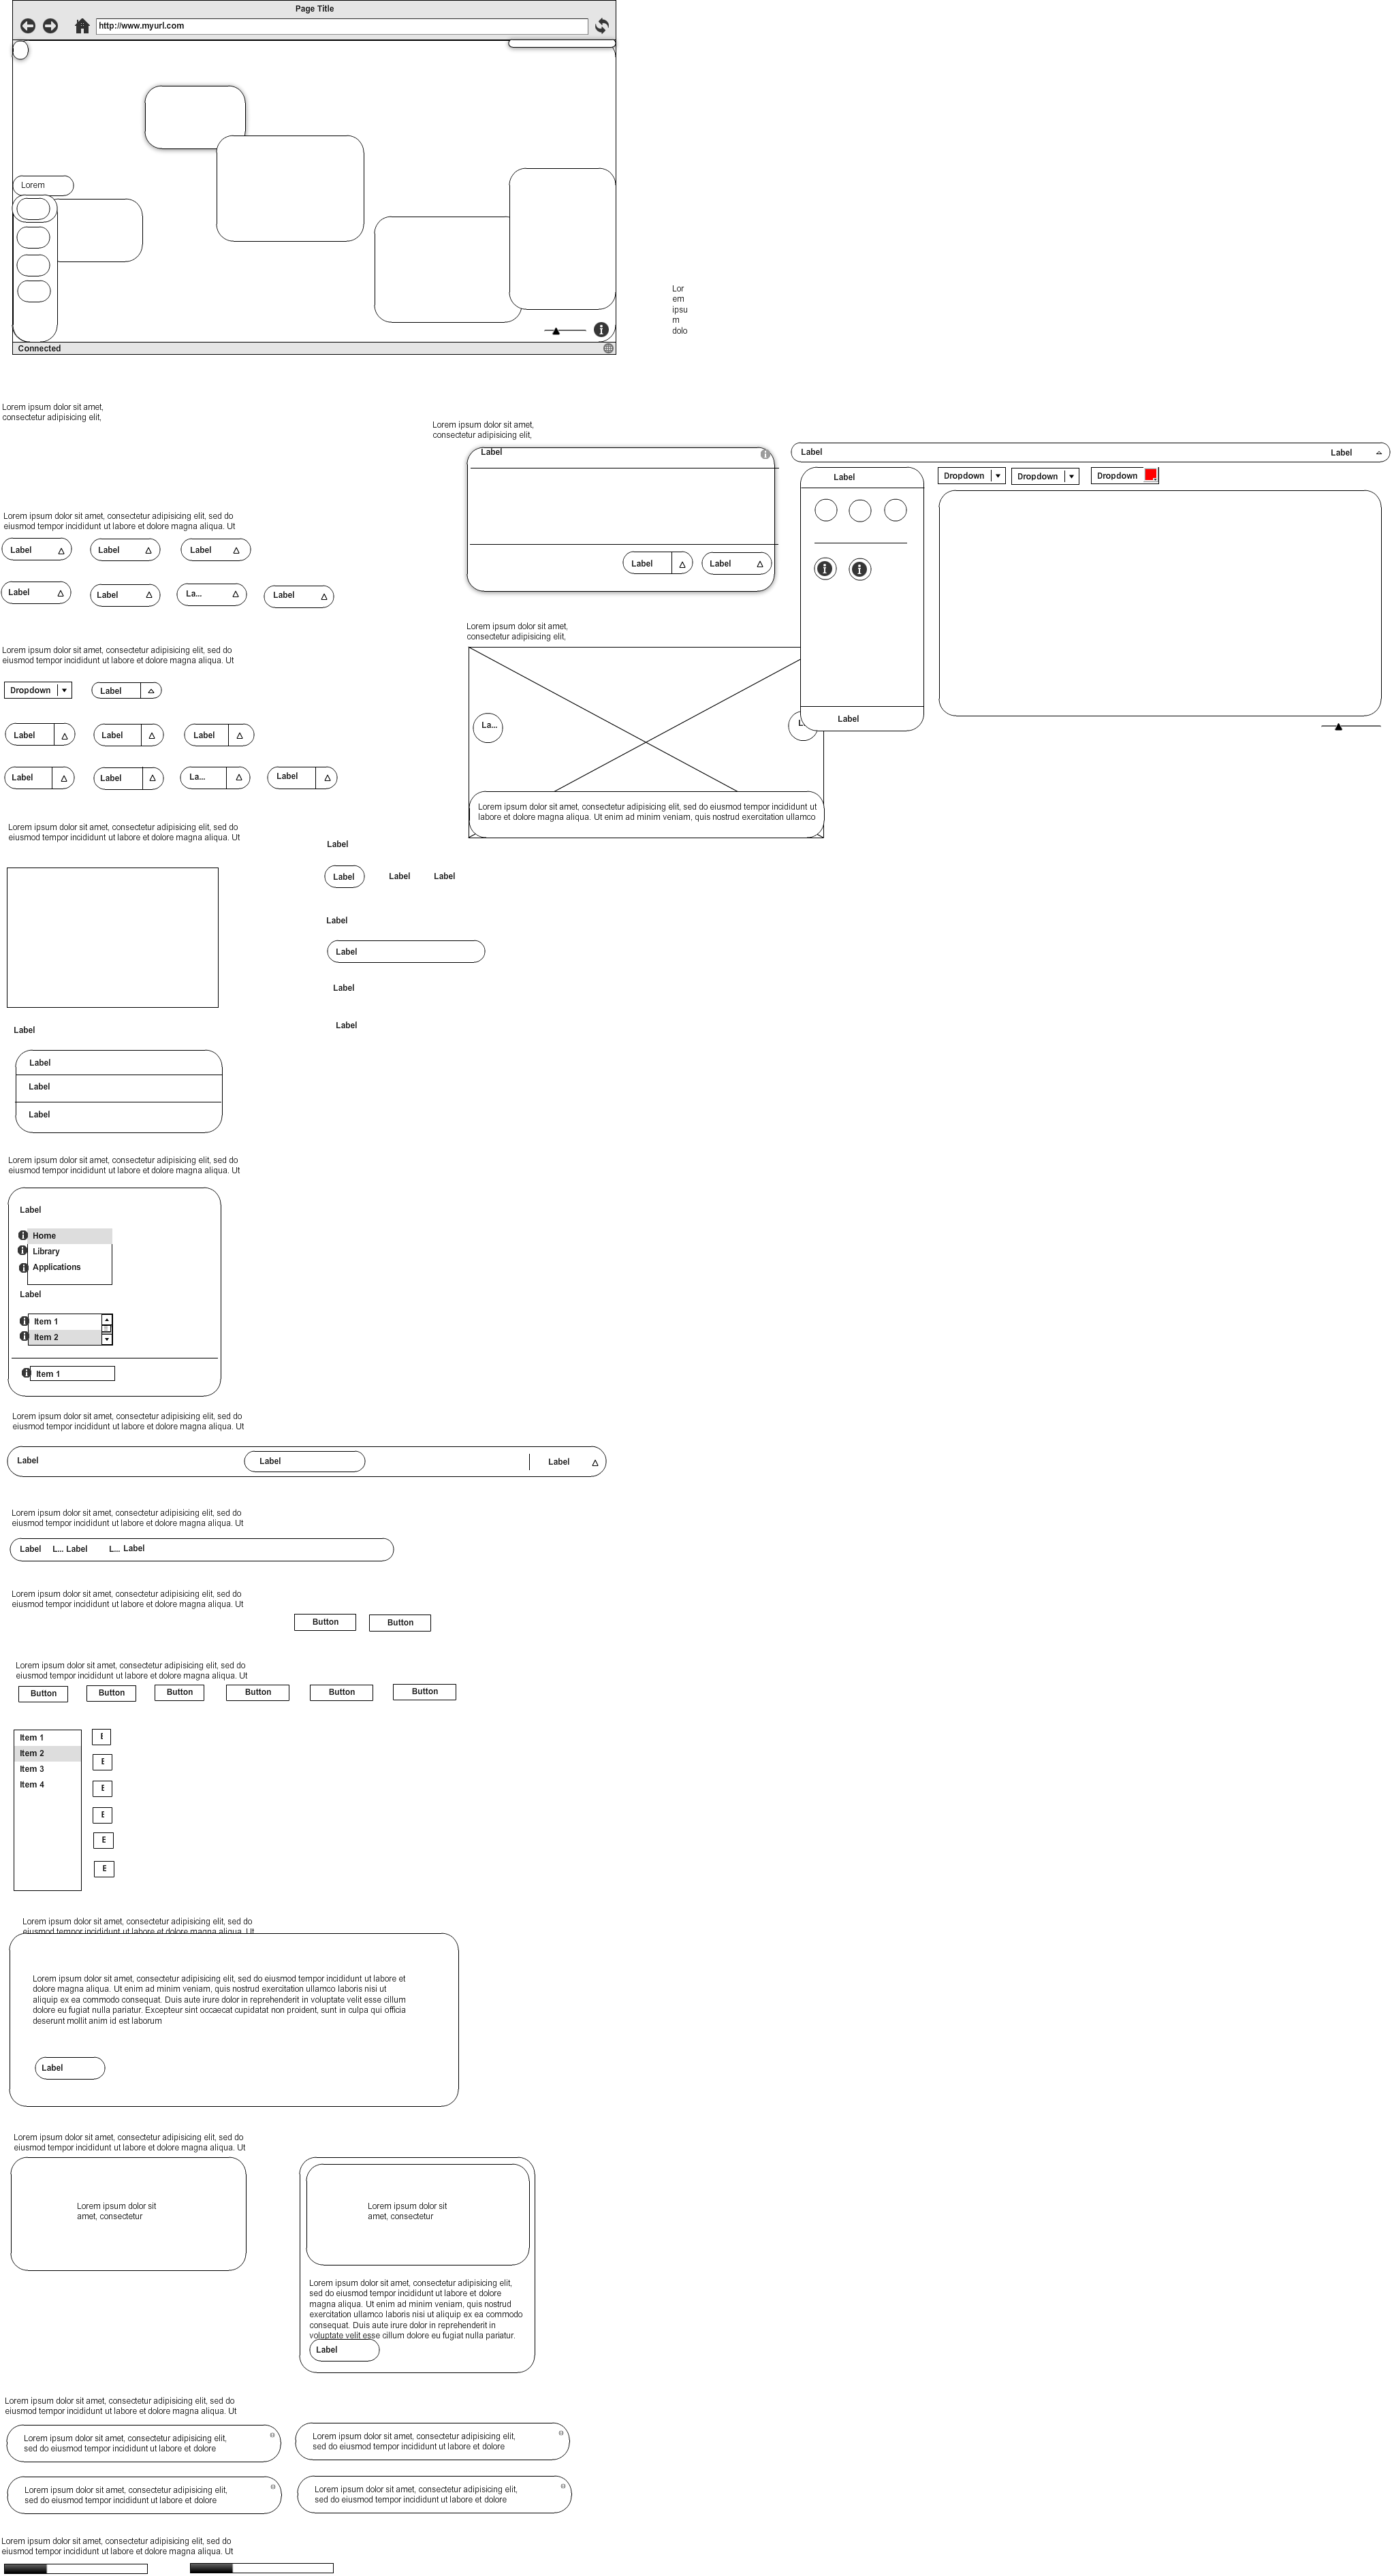 Page Title
http://www.myurl.com
Lorem
Connected
Lor
em
ipsu
m
dolo
Lorem ipsum dolor sit amet,
consectetur adipisicing elit,
Lorem ipsum dolor sit amet,
consectetur adipisicing elit,
Label
Label Label
Label
Label
Dropdown Dropdown Dropdown
Label
Lorem ipsum dolor sit amet, consectetur adipisicing elit, sed do
eiusmod tempor incididunt ut labore et dolore magna aliqua. Ut
Label Label Label
Label Label La... Label
Lorem ipsum dolor sit amet,
consectetur adipisicing elit,
La...
Lorem ipsum dolor sit amet, consectetur adipisicing elit, sed do eiusmod tempor incididunt ut
labore et dolore magna aliqua. Ut enim ad minim veniam, quis nostrud exercitation ullamco
Lorem ipsum dolor sit amet, consectetur adipisicing elit, sed do
eiusmod tempor incididunt ut labore et dolore magna aliqua. Ut
Dropdown Label
Label Label Label
Label Label La... Label
Lorem ipsum dolor sit amet, consectetur adipisicing elit, sed do
eiusmod tempor incididunt ut labore et dolore magna aliqua. Ut
Label
Label Label Label
Label
Label
Label
Label
Label
Label
Label
Label
Lorem ipsum dolor sit amet, consectetur adipisicing elit, sed do
eiusmod tempor incididunt ut labore et dolore magna aliqua. Ut
Label
Home
Library
Applications
Label
Item 1
Item 2
Item 1
Lorem ipsum dolor sit amet, consectetur adipisicing elit, sed do
eiusmod tempor incididunt ut labore et dolore magna aliqua. Ut
Label Label Label
Lorem ipsum dolor sit amet, consectetur adipisicing elit, sed do
eiusmod tempor incididunt ut labore et dolore magna aliqua. Ut
Label L... Label L... Label
Lorem ipsum dolor sit amet, consectetur adipisicing elit, sed do
eiusmod tempor incididunt ut labore et dolore magna aliqua. Ut
Button Button
Lorem ipsum dolor sit amet, consectetur adipisicing elit, sed do
eiusmod tempor incididunt ut labore et dolore magna aliqua. Ut
Button Button Button Button Button Button
Item 1
Item 2
Item 3
Item 4
Lorem ipsum dolor sit amet, consectetur adipisicing elit, sed do
eiusmod tempor incididunt ut labore et dolore magna aliqua. Ut
Lorem ipsum dolor sit amet, consectetur adipisicing elit, sed do eiusmod tempor incididunt ut labore et
dolore magna aliqua. Ut enim ad minim veniam, quis nostrud exercitation ullamco laboris nisi ut
aliquip ex ea commodo consequat. Duis aute irure dolor in reprehenderit in voluptate velit esse cillum
dolore eu fugiat nulla pariatur. Excepteur sint occaecat cupidatat non proident, sunt in culpa qui officia
deserunt mollit anim id est laborum
Label
Lorem ipsum dolor sit amet, consectetur adipisicing elit, sed do
eiusmod tempor incididunt ut labore et dolore magna aliqua. Ut
Lorem ipsum dolor sit
amet, consectetur
Lorem ipsum dolor sit
amet, consectetur
Lorem ipsum dolor sit amet, consectetur adipisicing elit,
sed do eiusmod tempor incididunt ut labore et dolore
magna aliqua. Ut enim ad minim veniam, quis nostrud
exercitation ullamco laboris nisi ut aliquip ex ea commodo
consequat. Duis aute irure dolor in reprehenderit in
voluptate velit esse cillum dolore eu fugiat nulla pariatur.
Label
Lorem ipsum dolor sit amet, consectetur adipisicing elit, sed do
eiusmod tempor incididunt ut labore et dolore magna aliqua. Ut
Lorem ipsum dolor sit amet, consectetur adipisicing elit,
sed do eiusmod tempor incididunt ut labore et dolore
Lorem ipsum dolor sit amet, consectetur adipisicing elit,
sed do eiusmod tempor incididunt ut labore et dolore
Lorem ipsum dolor sit amet, consectetur adipisicing elit,
sed do eiusmod tempor incididunt ut labore et dolore
Lorem ipsum dolor sit amet, consectetur adipisicing elit,
sed do eiusmod tempor incididunt ut labore et dolore
Lorem ipsum dolor sit amet, consectetur adipisicing elit, sed do
eiusmod tempor incididunt ut labore et dolore magna aliqua. Ut